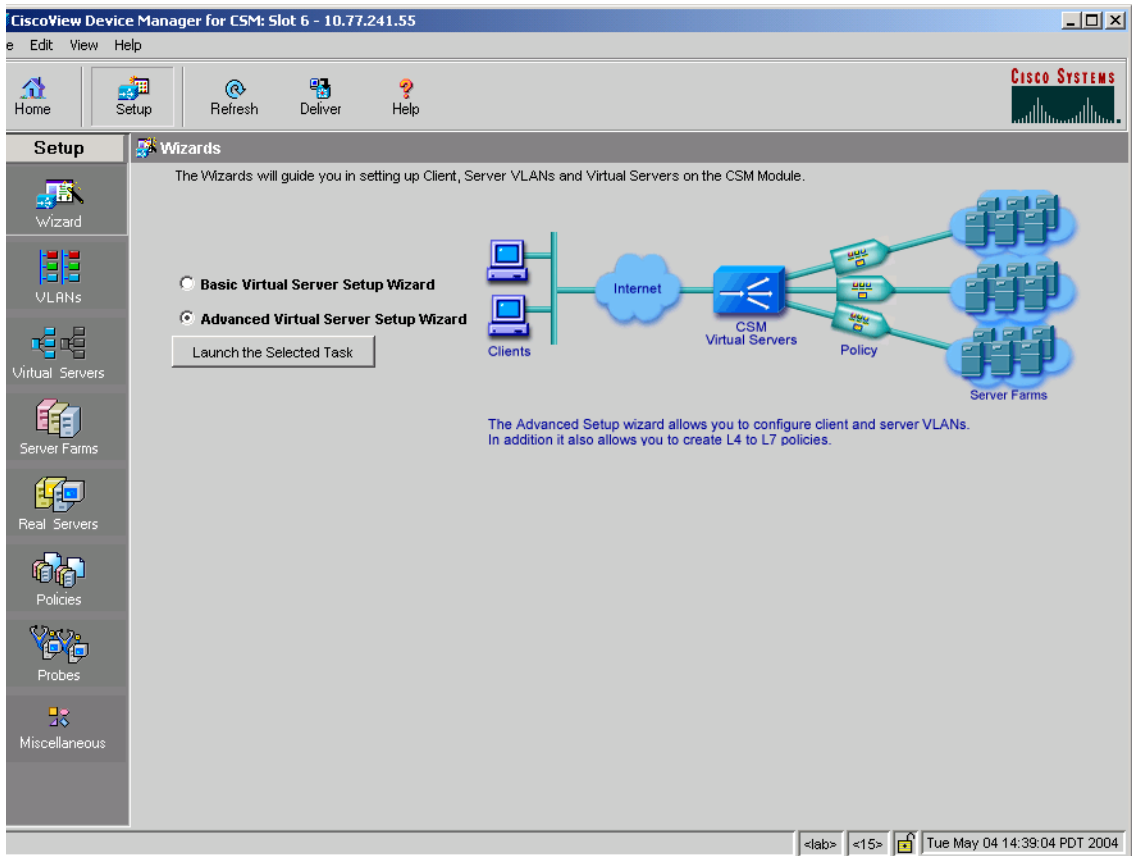 CiscoView Device Manager for CSM: Slot 6 - 10.77.241.55
e Edit View Help
Home
Setup
Refresh
Deliver
Help
CISCO SYSTEMS
Setup
Wizards
Wizard
VLANs
Virtual Servers
Server Farms
Real Servers
Policies
Probes
Miscellaneous
The Wizards will guide you in setting up Client, Server VLANs and Virtual Servers on the CSM Module.
Basic Virtual Server Setup Wizard
Advanced Virtual Server Setup Wizard
Launch the Selected Task
Clients
Internet
CSM
Virtual Servers
Policy
Server Farms
The Advanced Setup wizard allows you to configure client and server VLANs.
In addition it also allows you to create L4 to L7 policies.
<lab> <15> Tue May 04 14:39:04 PDT 2004